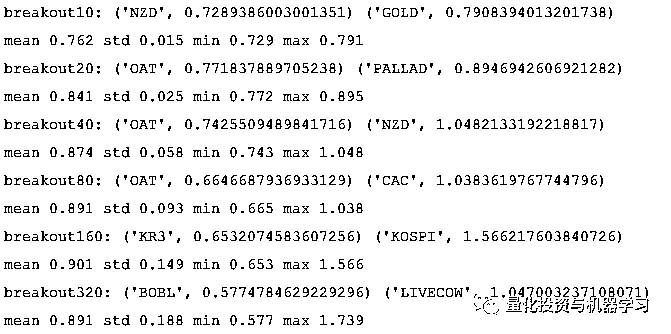 breakout10: ('NZD', 0.7289386003001351) ('GOLD', 0.7908394013201738)
mean 0.762 std 0.015 min 0.729 max 0.791
breakout20: ('OAT', 0.771837889705238) ('PALLAD', 0.8946942606921282)
mean 0.841 std 0.025 min 0.772 max 0.895
breakout40: ('OAT', 0.7425509489841716) ('NZD', 1.0482133192218817)
mean 0.874 std 0.058 min 0.743 max 1.048
breakout80: ('OAT', 0.6646687936933129) ('CAC', 1.0383619767744796)
mean 0.891 std 0.093 min 0.665 max 1.038
breakout160: ('KR3', 0.6532074583607256) ('KOSPI', 1.566217603840726)
mean 0.901 std 0.149 min 0.653 max 1.566
breakout320: ('BOBL', 0.5774784629229296) ('LIVECOW', 1.047003237108071)
mean 0.891 std 0.188 min 0.577 max 1.739
量化投资与机器学习